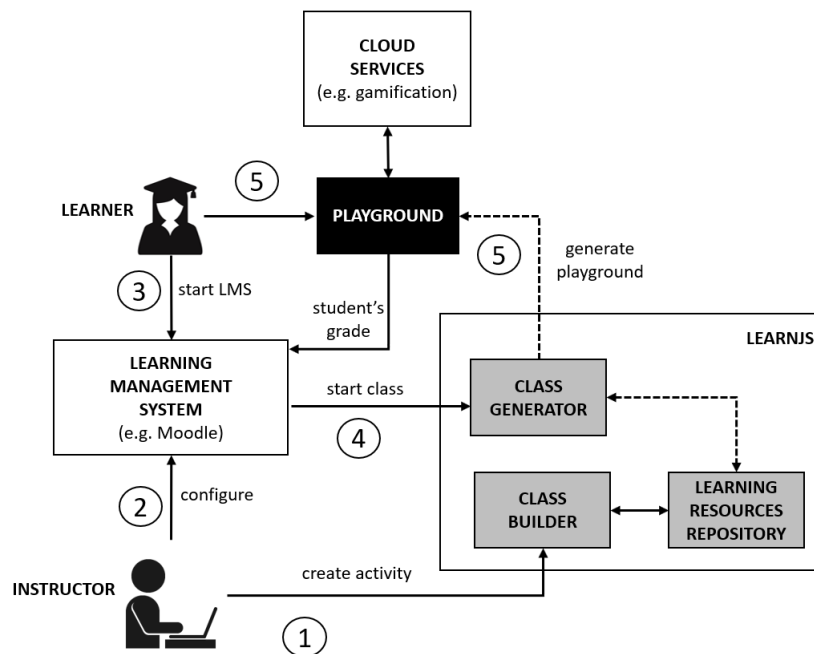 CLOUD
SERVICES
(e.g. gamification)
5
LEARNER
PLAYGROUND
5
generate
playground
3
start LMS
student's
grade
LEARNJS
LEARNING
MANAGEMENT
SYSTEM
(e.g. Moodle)
start class
4
CLASS
GENERATOR
2
configure
CLASS
BUILDER
LEARNING
RESOURCES
REPOSITORY
INSTRUCTOR
create activity
1